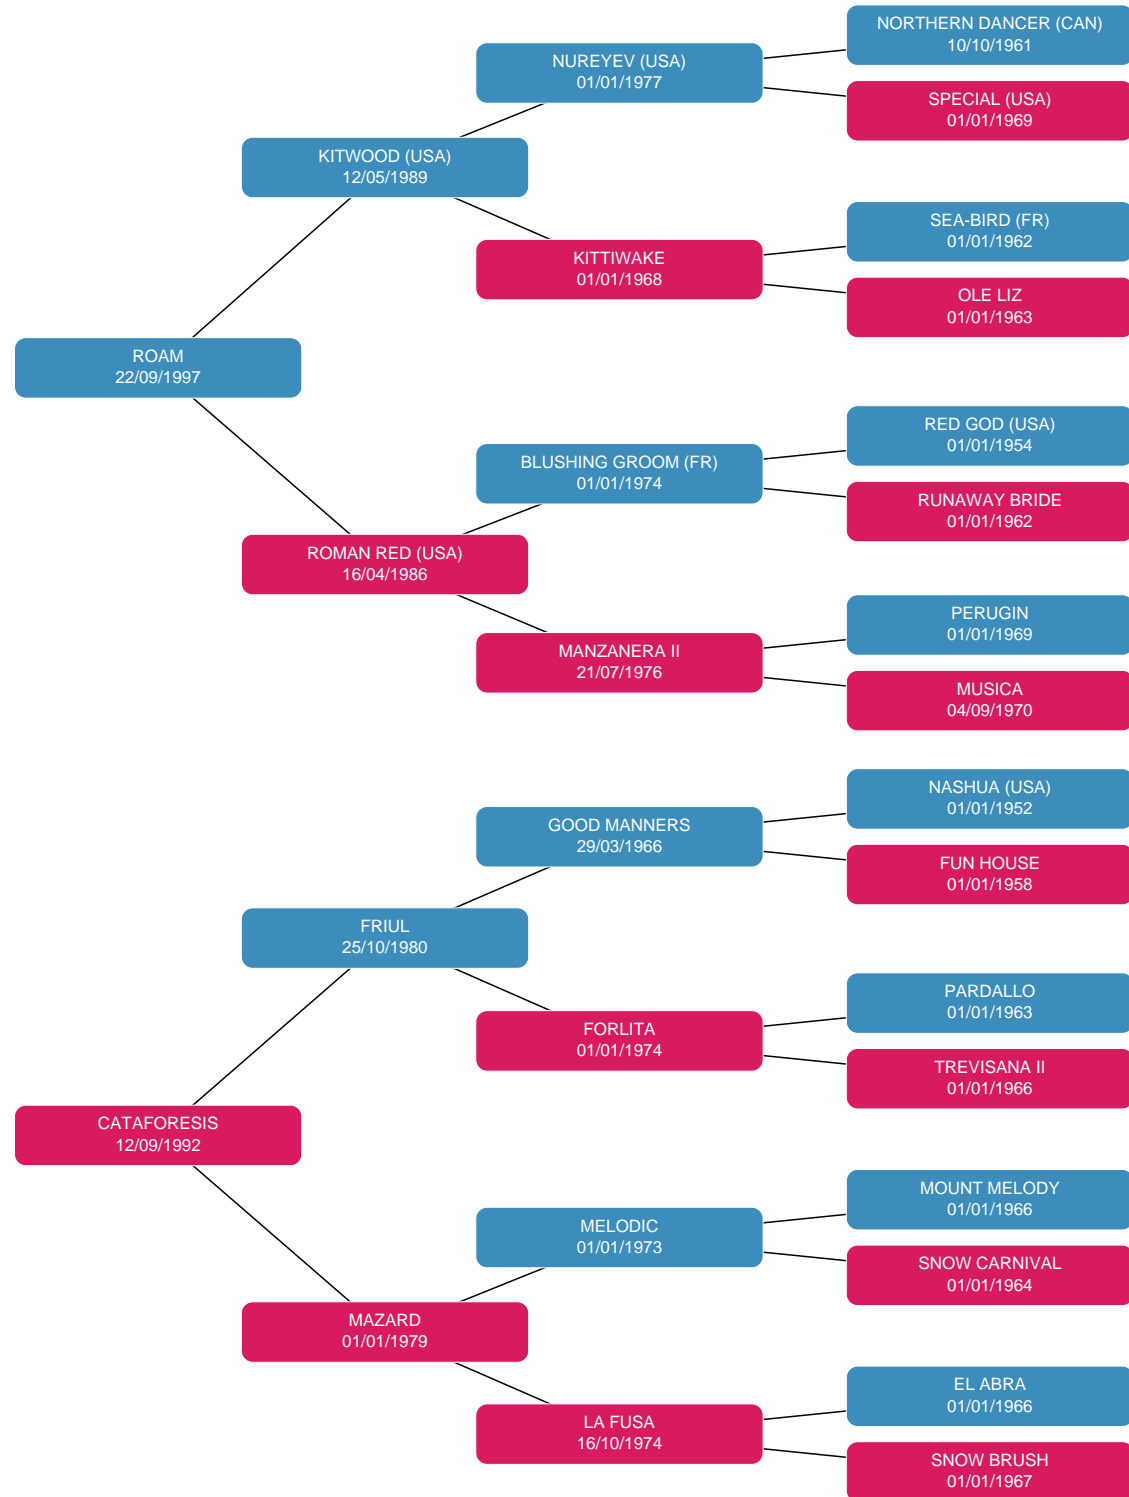 NORTHERN DANCER (CAN)
10/10/1961
NUREYEV (USA)
01/01/1977
SPECIAL (USA)
01/01/1969
KITWOOD (USA)
12/05/1989
SEA-BIRD (FR)
01/01/1962
KITTIWAKE
01/01/1968
OLE LIZ
01/01/1963
ROAM
22/09/1997
RED GOD (USA)
01/01/1954
BLUSHING GROOM (FR)
01/01/1974
RUNAWAY BRIDE
01/01/1962
ROMAN RED (USA)
16/04/1986
PERUGIN
01/01/1969
MANZANERA II
21/07/1976
MUSICA
04/09/1970
NASHUA (USA)
01/01/1952
GOOD MANNERS
29/03/1966
FUN HOUSE
01/01/1958
FRIUL
25/10/1980
PARDALLO
01/01/1963
FORLITA
01/01/1974
TREVISANA II
01/01/1966
CATAFORESIS
12/09/1992
MOUNT MELODY
01/01/1966
MELODIC
01/01/1973
SNOW CARNIVAL
01/01/1964
MAZARD
01/01/1979
EL ABRA
01/01/1966
LA FUSA
16/10/1974
SNOW BRUSH
01/01/1967